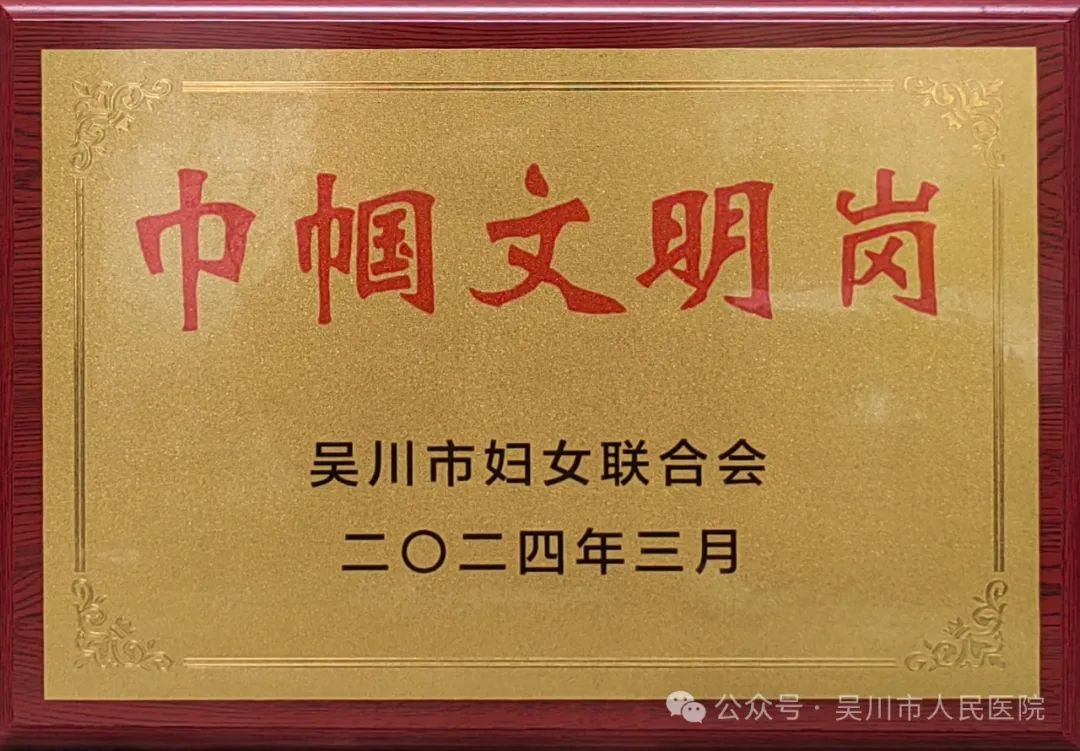 巾帼文明岗
吴川市妇女联合会
二〇二四年三月
公众号·吴川市人民医院